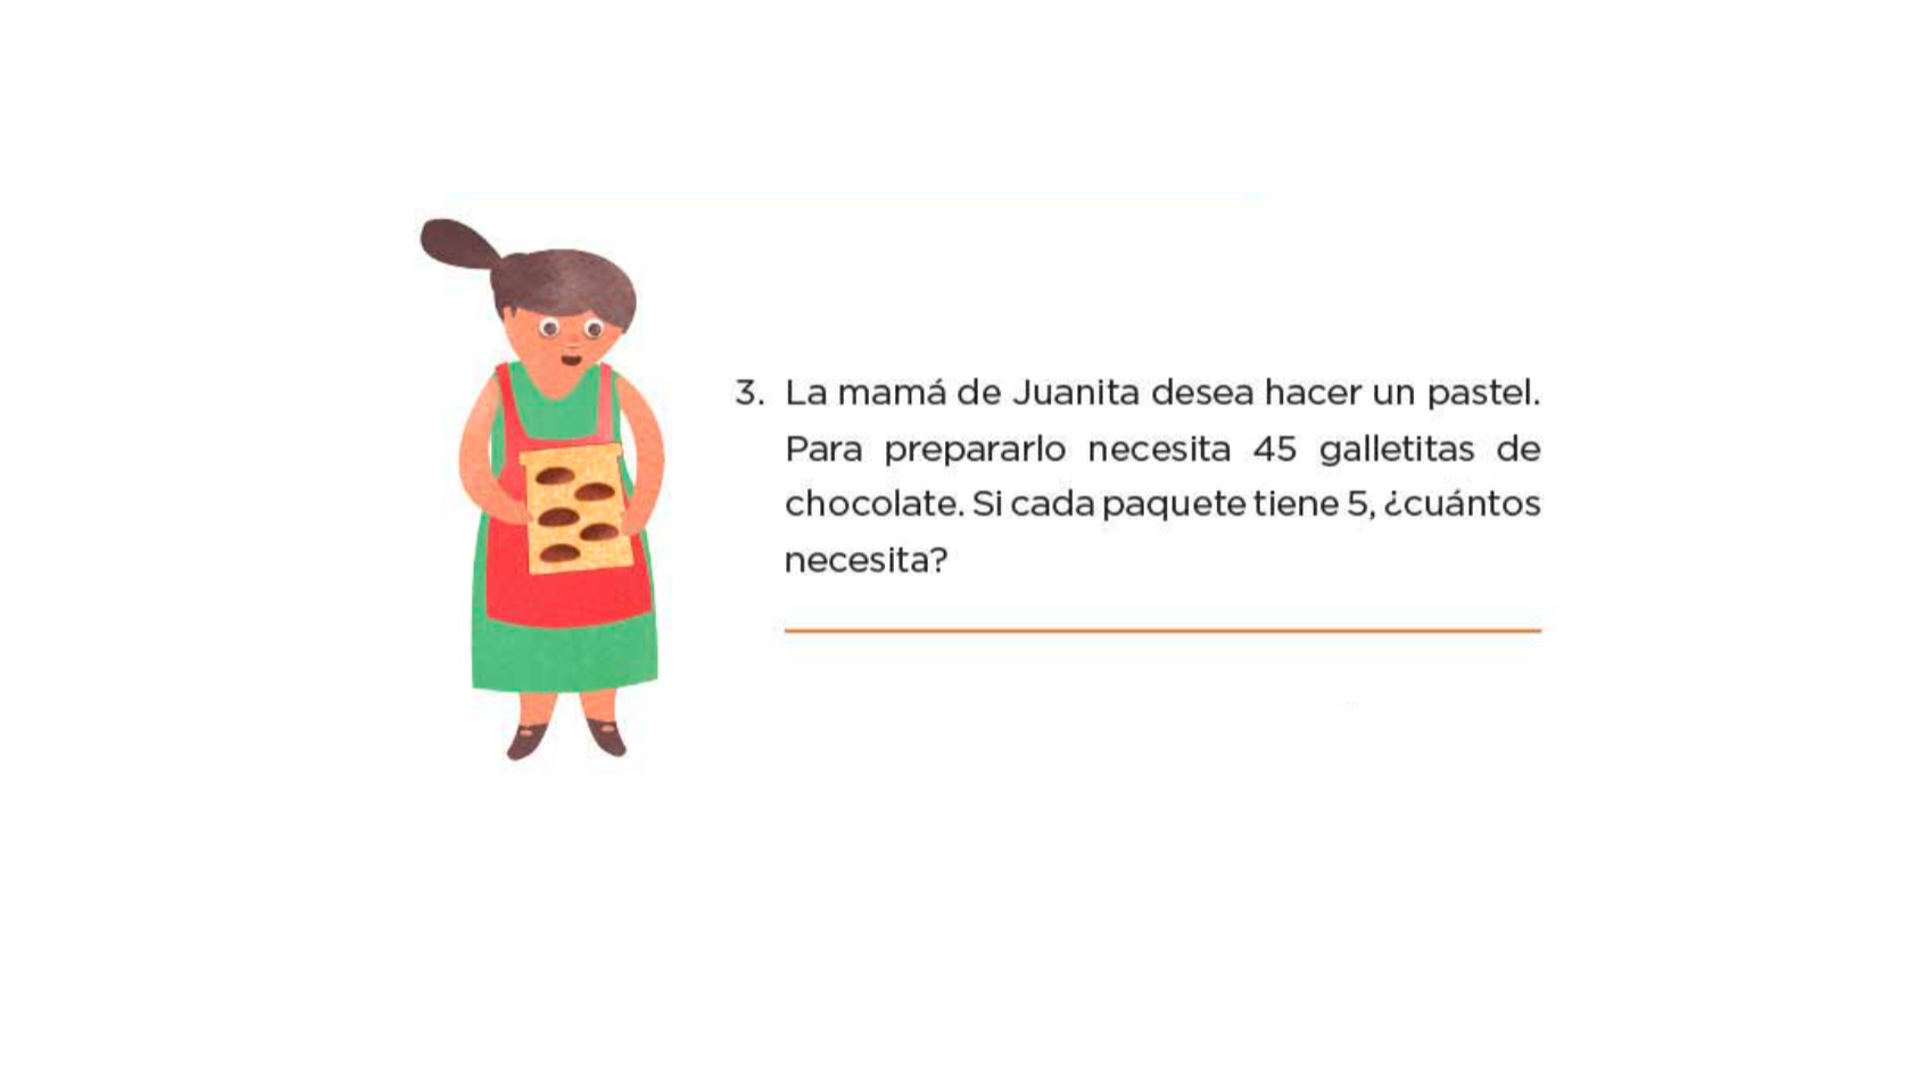 3. La mamá de Juanita desea hacer un pastel.
Para prepararlo necesita 45 galletitas de
chocolate. Si cada paquete tiene 5, ¿cuántos
necesita?